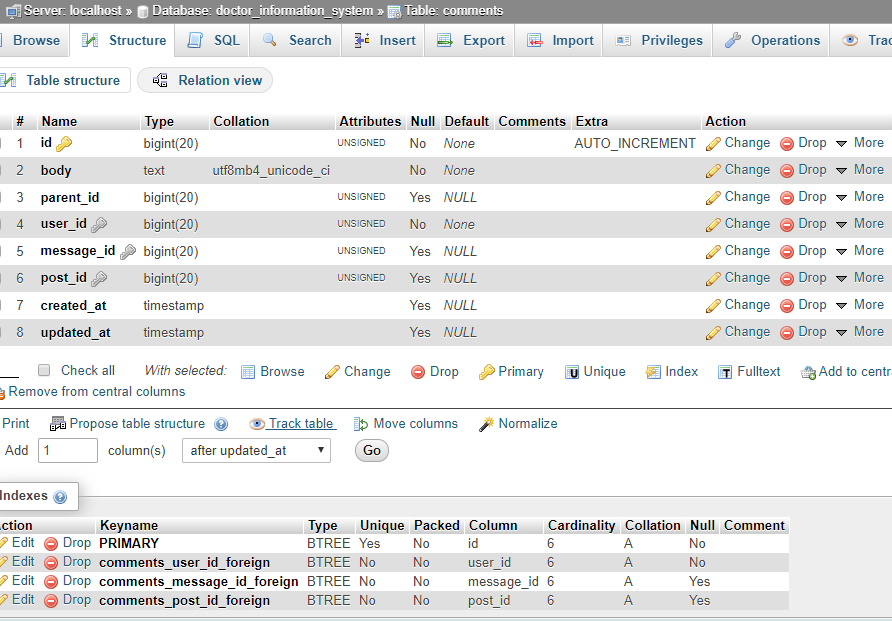 Server: localhost » Database: doctor_information_system » Table: comments
Browse Structure SQL Search Insert Export Import Privileges Operations Trac
Table structure Relation view
# Name Type Collation Attributes Null Default Comments Extra Action
1 id bigint(20) UNSIGNED No None AUTO_INCREMENT Change Drop More
2 body text utf8mb4_unicode_ci No None Change Drop More
3 parent_id bigint(20) UNSIGNED Yes NULL Change Drop More
4 user_id bigint(20) UNSIGNED No None Change Drop More
5 message_id bigint(20) UNSIGNED Yes NULL Change Drop More
6 post_id bigint(20) UNSIGNED Yes NULL Change Drop More
7 created_at timestamp Yes NULL Change Drop More
8 updated_at timestamp Yes NULL Change Drop More
Check all With selected: Browse Change Drop Primary Unique Index Fulltext Add to centr
Remove from central columns
Print Propose table structure Track table Move columns Normalize
Add 1 column(s) after updated_at Go
Indexes
ction Keyname Type Unique Packed Column Cardinality Collation Null Comment
Edit Drop PRIMARY BTREE Yes No id 6 A No
Edit Drop comments_user_id_foreign BTREE No No user_id 6 A No
Edit Drop comments_message_id_foreign BTREE No No message_id 6 A Yes
Edit Drop comments_post_id_foreign BTREE No No post_id 6 A Yes